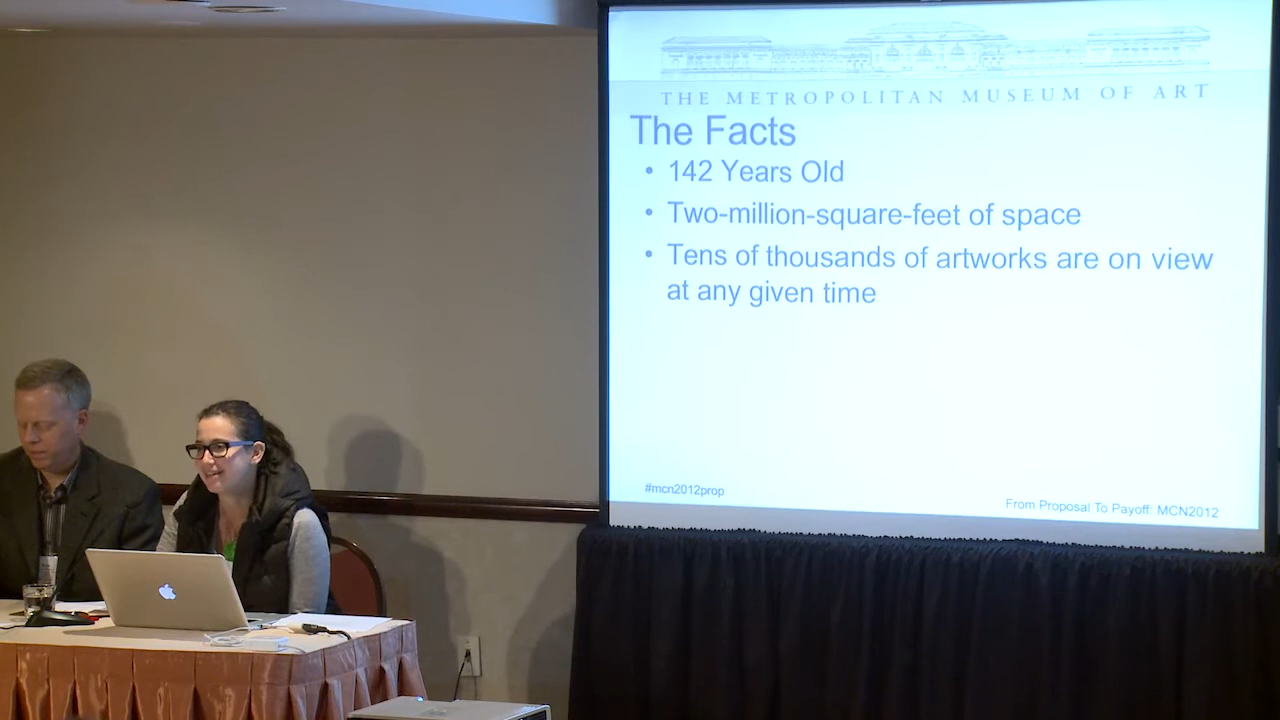 THE METROPOLITAN MUSEUM OF ART
The Facts
• 142 Years Old
• Two-million-square-feet of space
• Tens of thousands of artworks are on view
at any given time
#mcn2012prop
From Proposal To Payoff: MCN2012